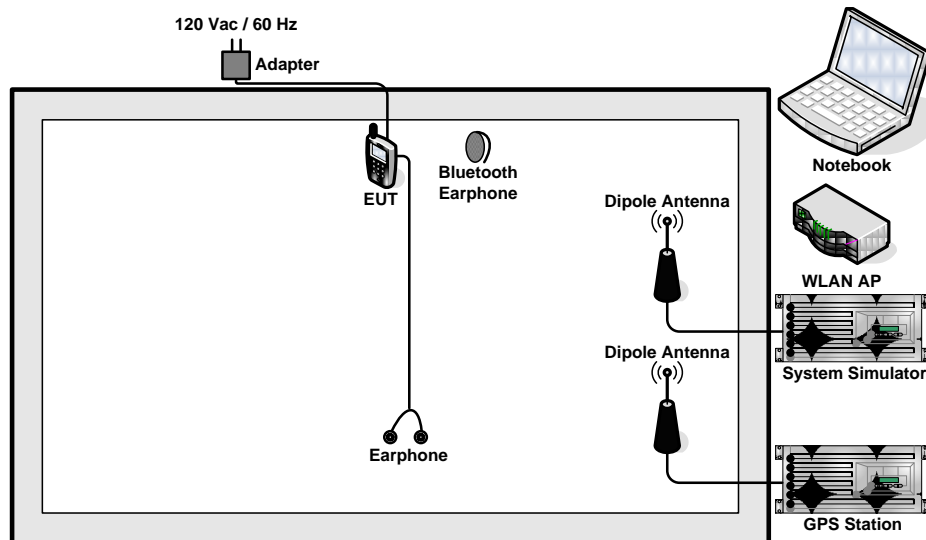 120 Vac / 60 Hz
Adapter
EUT
Bluetooth
Earphone
Notebook
Dipole Antenna
WLAN AP
System Simulator
Dipole Antenna
Earphone
GPS Station